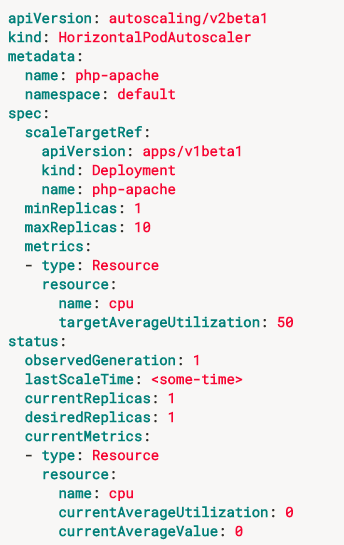 apiVersion: autoscaling/v2beta1
kind: HorizontalPodAutoscaler
metadata:
  name: php-apache
  namespace: default
spec:
  scaleTargetRef:
    apiVersion: apps/v1beta1
    kind: Deployment
    name: php-apache
  minReplicas: 1
  maxReplicas: 10
  metrics:
  - type: Resource
    resource:
      name: cpu
      targetAverageUtilization: 50
status:
  observedGeneration: 1
  lastScaleTime: <some-time>
  currentReplicas: 1
  desiredReplicas: 1
  currentMetrics:
  - type: Resource
    resource:
      name: cpu
      currentAverageUtilization: 0
      currentAverageValue: 0